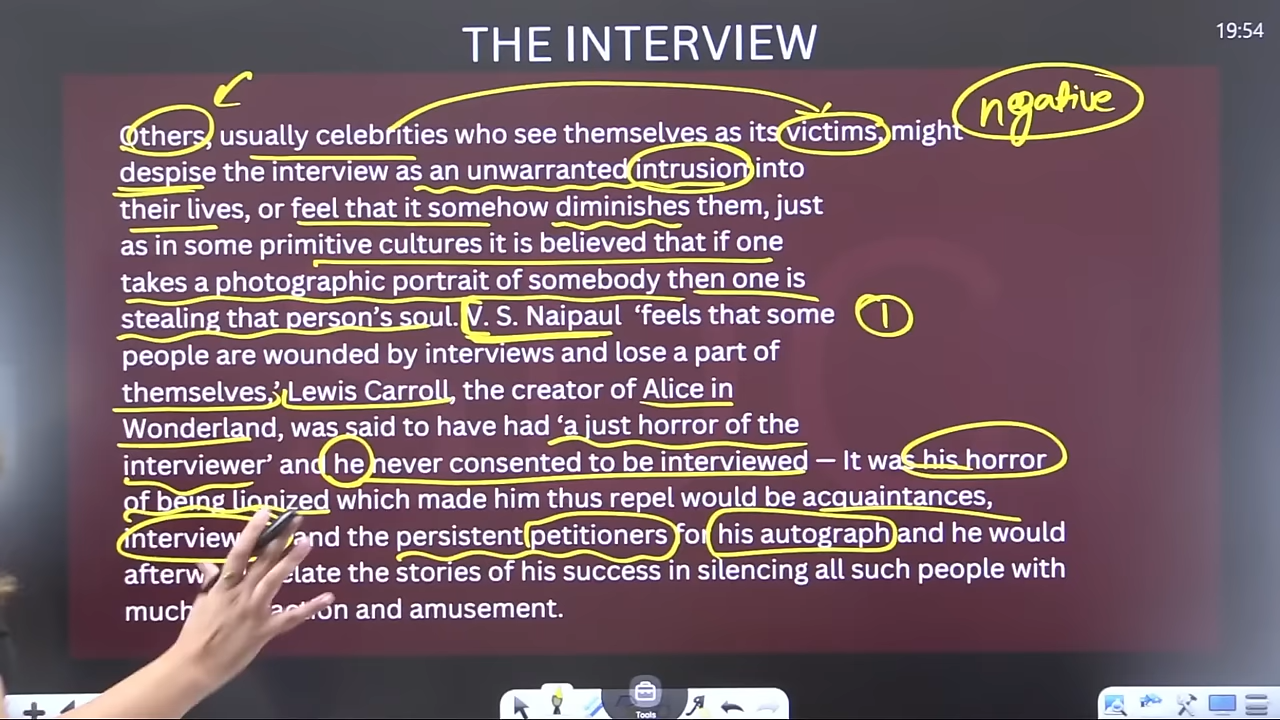 THE INTERVIEW
19:54
negative
Others, usually celebrities who see themselves as its victims, might
despise the interview as an unwarranted intrusion into
their lives, or feel that it somehow diminishes them, just
as in some primitive cultures it is believed that if one
takes a photographic portrait of somebody then one is
stealing that person's soul. V. S. Naipaul ‘feels that some
1
people are wounded by interviews and lose a part of
themselves,’ Lewis Carroll, the creator of Alice in
Wonderland, was said to have had ‘a just horror of the
interviewer’ and he never consented to be interviewed — It was his horror
of being lionized which made him thus repel would be acquaintances,
and the persistent petitioners for his autograph and he would
the stories of his success in silencing all such people with
much and amusement.
Tools